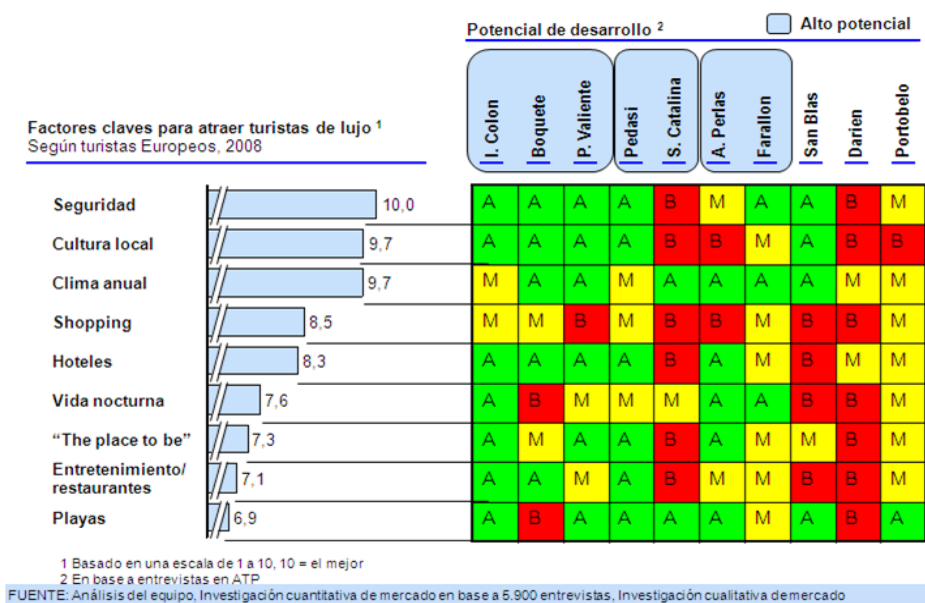 Potencial de desarrollo 2
Alto potencial
Factores claves para atraer turistas de lujo 1
Según turistas Europeos, 2008
I. Colon
Boquete
P. Valiente
Pedasi
S. Catalina
A. Perlas
Farallon
San Blas
Darien
Portobelo
Seguridad 10,0 A A A A B M A A B M
Cultura local 9,7 A A A A B B M A B B
Clima anual 9,7 M A A M A A A A M M
Shopping 8,5 M M B M B B M B B M
Hoteles 8,3 A A A A B A M B M M
Vida nocturna 7,6 A B M M M A A B B M
“The place to be” 7,3 A M A A B A M M B M
Entretenimiento/
restaurantes 7,1 A A M A B M M B B M
Playas 6,9 A B A A A A M A B A
1 Basado en una escala de 1 a 10, 10 = el mejor
2 En base a entrevistas en ATP
FUENTE: Análisis del equipo, Investigación cuantitativa de mercado en base a 5.900 entrevistas, Investigación cualitativa de mercado